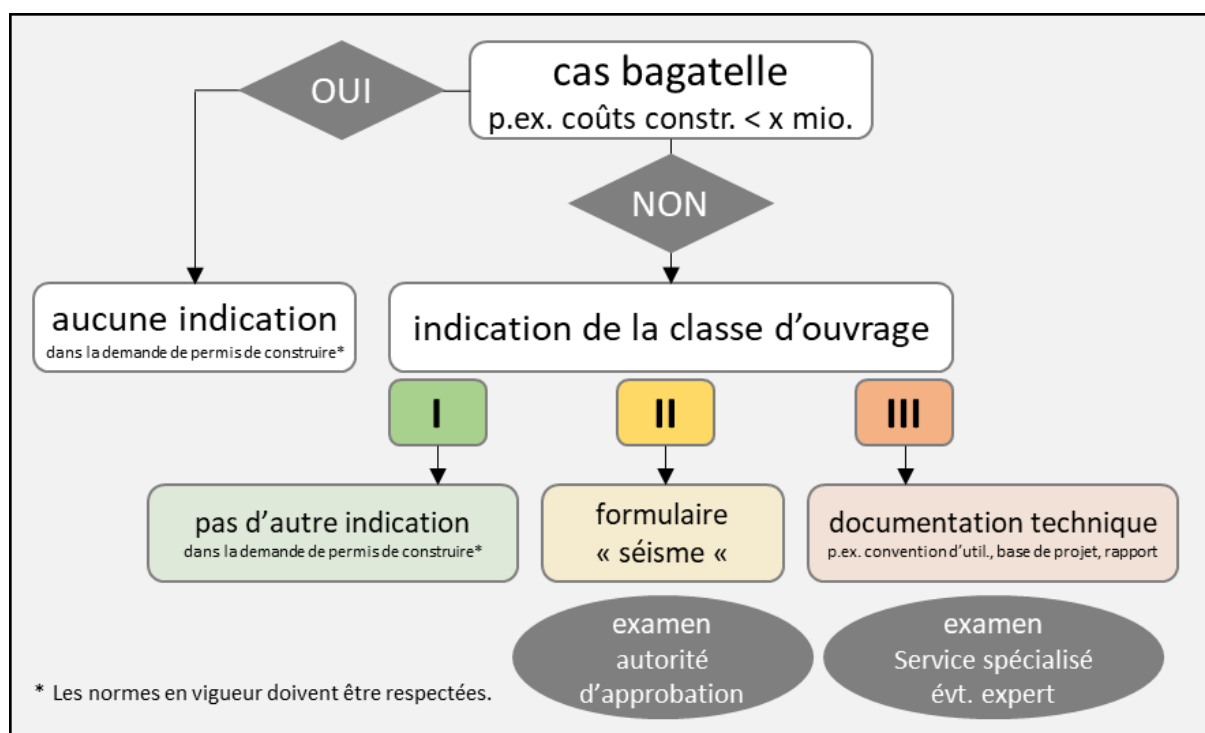 cas bagatelle
p.ex. coûts constr. < x mio.
OUI
NON
aucune indication
dans la demande de permis de construire*
indication de la classe d’ouvrage
I
II
III
pas d’autre indication
dans la demande de permis de construire*
formulaire
« séisme «
documentation technique
p.ex. convention d’util., base de projet, rapport
examen
autorité
d’approbation
examen
Service spécialisé
évt. expert
* Les normes en vigueur doivent être respectées.